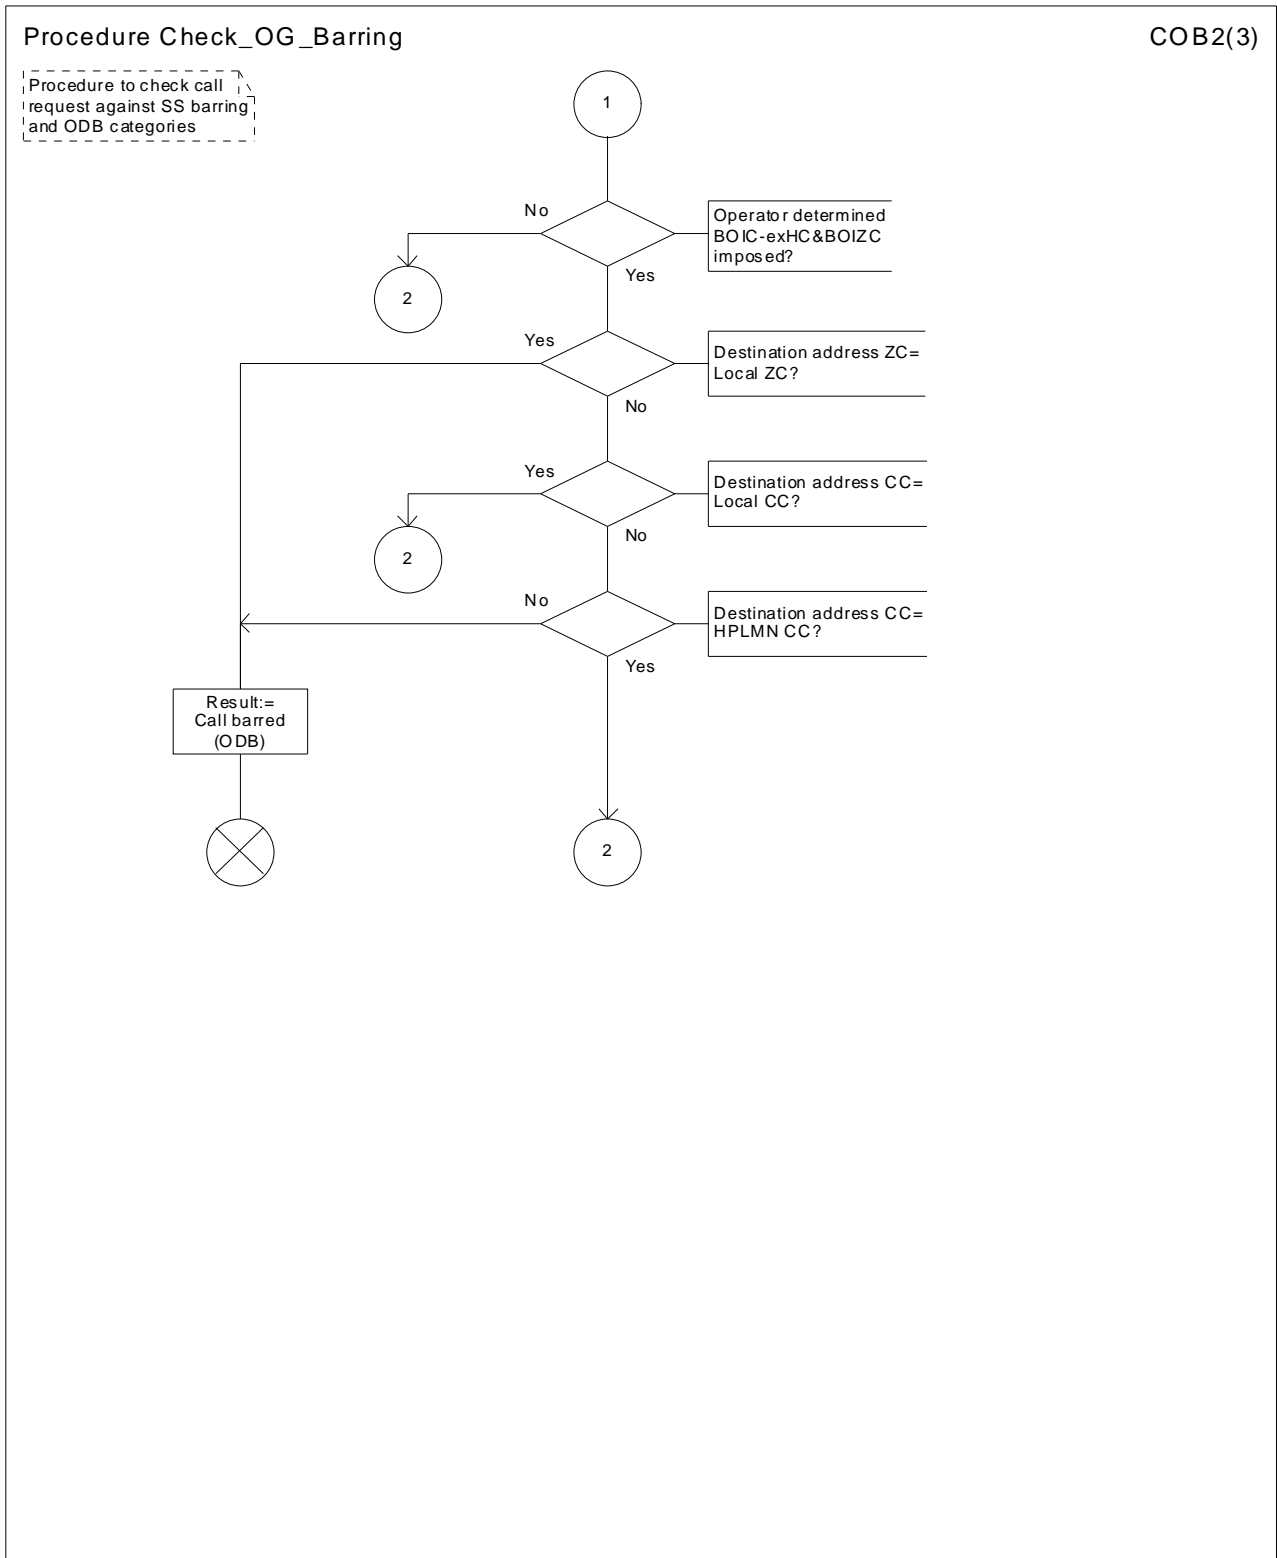 Procedure Check_OG_Barring
COB2(3)
Procedure to check call
request against SS barring
and ODB categories
1
No
Operator determined
BOIC-exHC&BOIZC
imposed?
Yes
2
Yes
Destination address ZC=
Local ZC?
No
Yes
Destination address CC=
Local CC?
No
2
No
Destination address CC=
HPLMN CC?
Yes
Result:=
Call barred
(ODB)
2